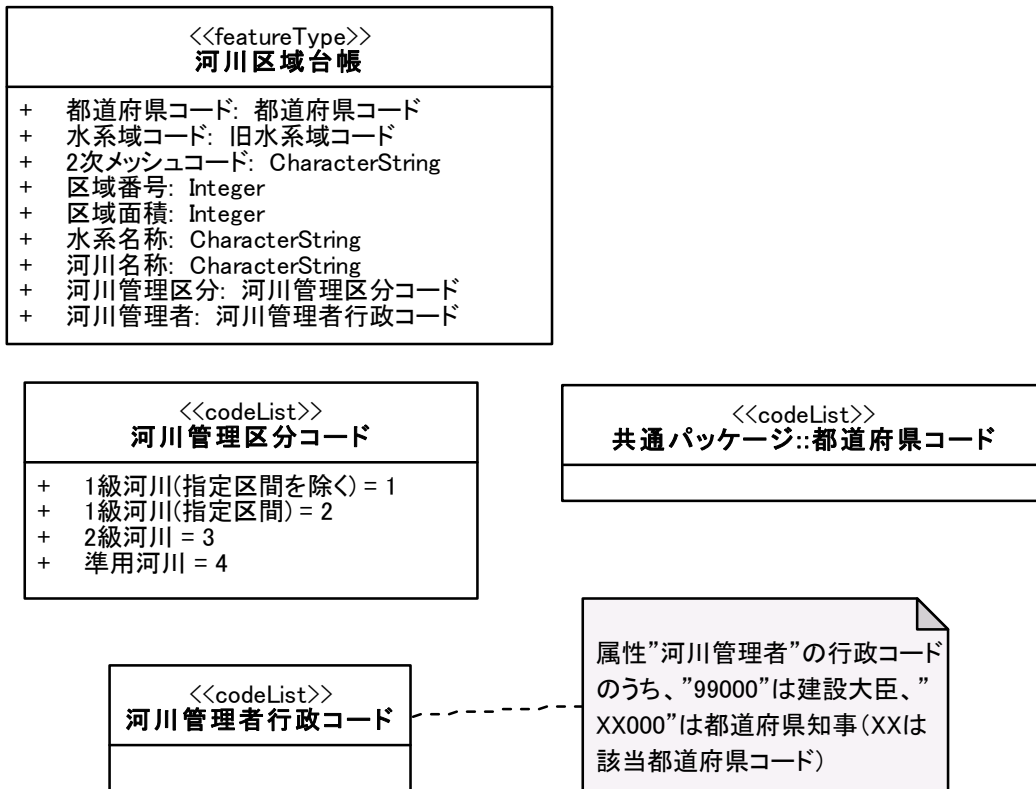 <<featureType>>
河川区域台帳
+ 都道府県コード: 都道府県コード
+ 水系域コード: 旧水系域コード
+ 2次メッシュコード: CharacterString
+ 区域番号: Integer
+ 区域面積: Integer
+ 水系名称: CharacterString
+ 河川名称: CharacterString
+ 河川管理区分: 河川管理区分コード
+ 河川管理者: 河川管理者行政コード
<<codeList>>
河川管理区分コード
+ 1級河川(指定区間を除く) = 1
+ 1級河川(指定区間) = 2
+ 2級河川 = 3
+ 準用河川 = 4
<<codeList>>
共通パッケージ::都道府県コード
<<codeList>>
河川管理者行政コード
属性”河川管理者”の行政コード
のうち、”99000”は建設大臣、”
XX000”は都道府県知事(XXは
該当都道府県コード)